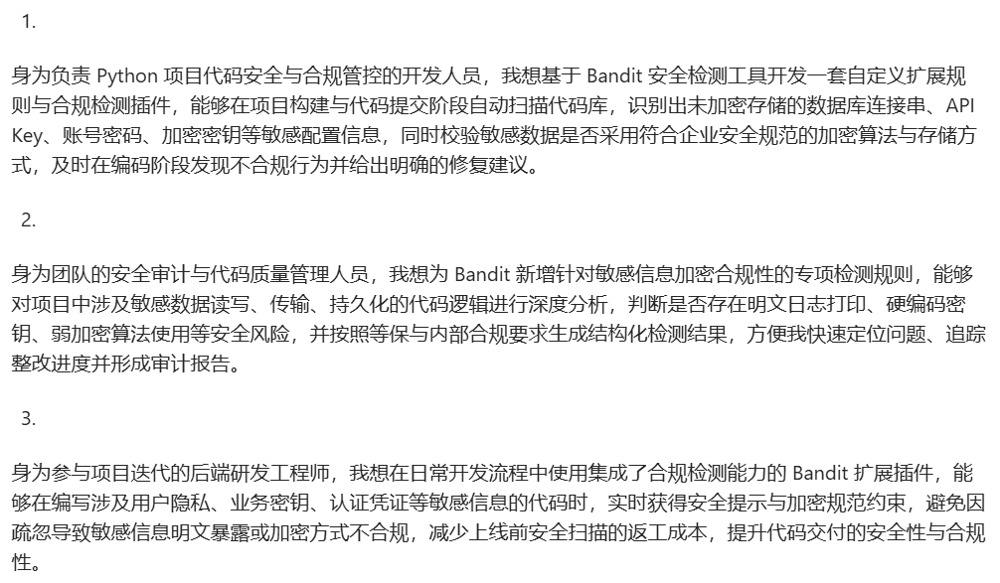 1.
身为负责 Python 项目代码安全与合规管控的开发人员，我想基于 Bandit 安全检测工具开发一套自定义扩展规
则与合规检测插件，能够在项目构建与代码提交阶段自动扫描代码库，识别出未加密存储的数据库连接串、API
Key、账号密码、加密密钥等敏感配置信息，同时校验敏感数据是否采用符合企业安全规范的加密算法与存储方
式，及时在编码阶段发现不合规行为并给出明确的修复建议。
2.
身为团队的安全审计与代码质量管理人员，我想为 Bandit 新增针对敏感信息加密合规性的专项检测规则，能够
对项目中涉及敏感数据读写、传输、持久化的代码逻辑进行深度分析，判断是否存在明文日志打印、硬编码密
钥、弱加密算法使用等安全风险，并按照等保与内部合规要求生成结构化检测结果，方便我快速定位问题、追踪
整改进度并形成审计报告。
3.
身为参与项目迭代的后端研发工程师，我想在日常开发流程中使用集成了合规检测能力的 Bandit 扩展插件，能
够在编写涉及用户隐私、业务密钥、认证凭证等敏感信息的代码时，实时获得安全提示与加密规范约束，避免因
疏忽导致敏感信息明文暴露或加密方式不合规，减少上线前安全扫描的返工成本，提升代码交付的安全性与合规
性。